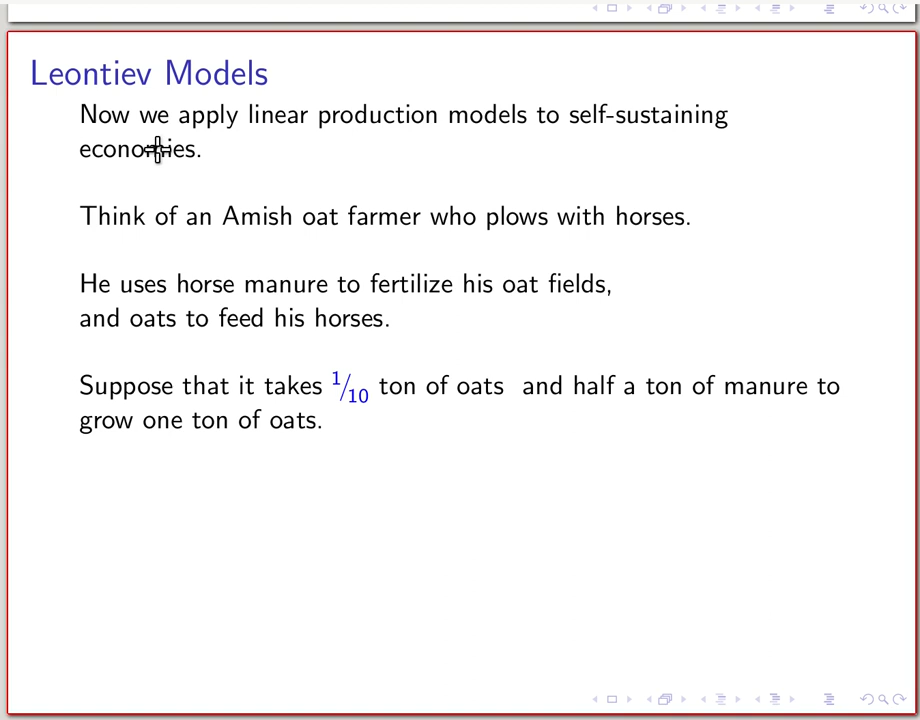 Leontiev Models
Now we apply linear production models to self-sustaining
economies.
Think of an Amish oat farmer who plows with horses.
He uses horse manure to fertilize his oat fields,
and oats to feed his horses.
Suppose that it takes 1/10 ton of oats and half a ton of manure to
grow one ton of oats.